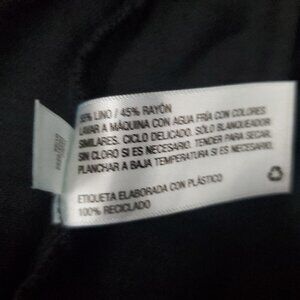 55% LINO / 45% RAYÓN
LAVAR A MÁQUINA CON AGUA FRÍA CON COLORES
SIMILARES. CICLO DELICADO. SÓLO BLANQUEADOR
SIN CLORO SI ES NECESARIO. TENDER PARA SECAR.
PLANCHAR A BAJA TEMPERATURA SI ES NECESARIO.
ETIQUETA ELABORADA CON PLÁSTICO
100% RECICLADO